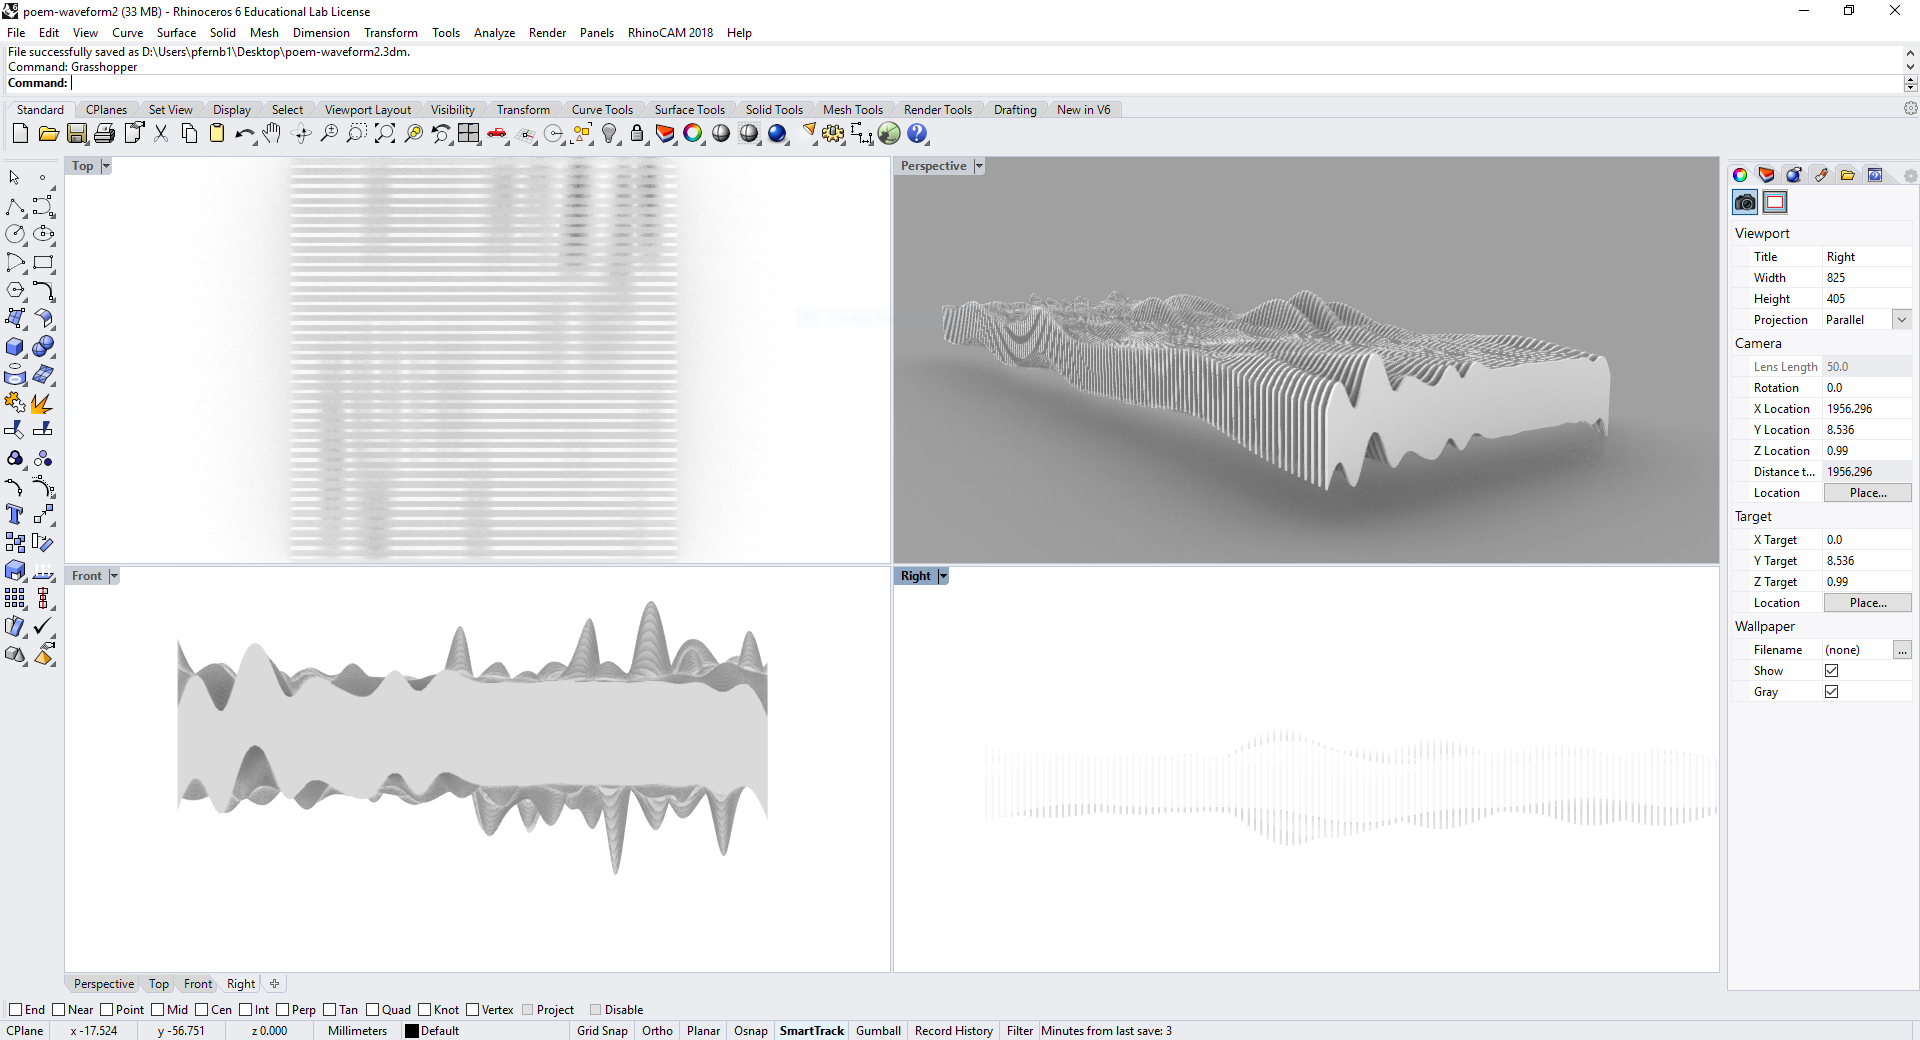 poem-waveform2 (33 MB) - Rhinoceros 6 Educational Lab License
File Edit View Curve Surface Solid Mesh Dimension Transform Tools Analyze Render Panels RhinoCAM 2018 Help
File successfully saved as D:\Users\pfernb1\Desktop\poem-waveform2.3dm.
Command: Grasshopper
Command:
Standard CPlanes Set View Display Select Viewport Layout Visibility Transform Curve Tools Surface Tools Solid Tools Mesh Tools Render Tools Drafting New in V6
Top
Perspective
Front
Right
Viewport
Title Right
Width 825
Height 405
Projection Parallel
Camera
Lens Length 50.0
Rotation 0.0
X Location 1956.296
Y Location 8.536
Z Location 0.99
Distance t... 1956.296
Location Place...
Target
X Target 0.0
Y Target 8.536
Z Target 0.99
Location Place...
Wallpaper
Filename (none) ...
Show
Gray
Perspective Top Front Right
End Near Point Mid Cen Int Perp Tan Quad Knot Vertex Project Disable
CPlane x -17.524 y -56.751 z 0.000 Millimeters Default Grid Snap Ortho Planar Osnap SmartTrack Gumball Record History Filter Minutes from last save: 3